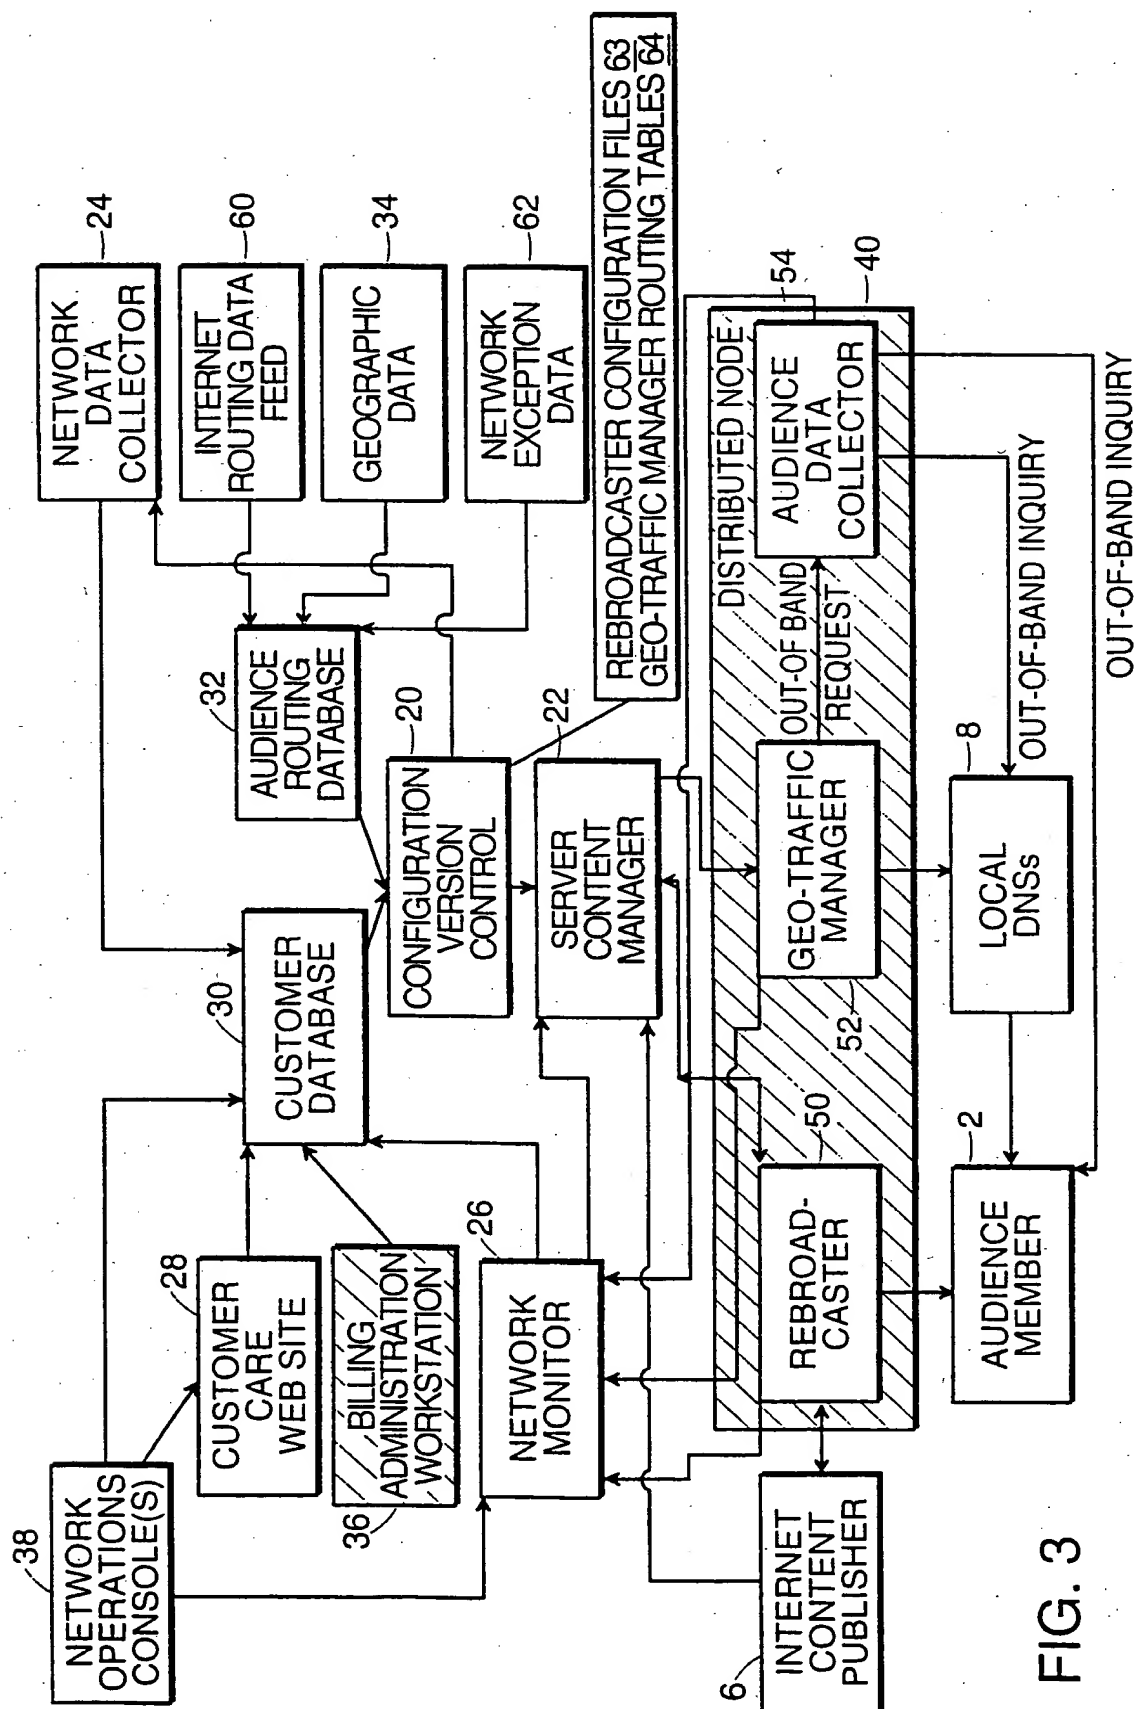 38
NETWORK
OPERATIONS
CONSOLE(S)
28
CUSTOMER
CARE
WEB SITE
BILLING
ADMINISTRATION
WORKSTATION
36
26
NETWORK
MONITOR
30
CUSTOMER
DATABASE
32
AUDIENCE
ROUTING
DATABASE
20
CONFIGURATION
VERSION
CONTROL
22
SERVER
CONTENT
MANAGER
NETWORK
DATA
COLLECTOR
24
INTERNET
ROUTING DATA
FEED
60
GEOGRAPHIC
DATA
34
NETWORK
EXCEPTION
DATA
62
REBROADCASTER CONFIGURATION FILES 63
GEO-TRAFFIC MANAGER ROUTING TABLES 64
DISTRIBUTED NODE
54
40
AUDIENCE
DATA
COLLECTOR
OUT-OF BAND
REQUEST
GEO-TRAFFIC
MANAGER
52
50
REBROAD-
CASTER
6
INTERNET
CONTENT
PUBLISHER
2
AUDIENCE
MEMBER
8
LOCAL
DNSs
OUT-OF-BAND INQUIRY
OUT-OF-BAND INQUIRY
FIG. 3